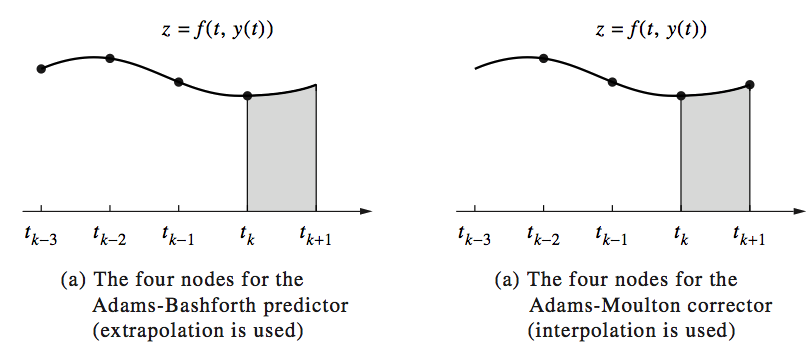 z = f(t, y(t))
t_{k−3} t_{k−2} t_{k−1} t_k t_{k+1}
(a) The four nodes for the
Adams-Bashforth predictor
(extrapolation is used)
z = f(t, y(t))
t_{k−3} t_{k−2} t_{k−1} t_k t_{k+1}
(a) The four nodes for the
Adams-Moulton corrector
(interpolation is used)